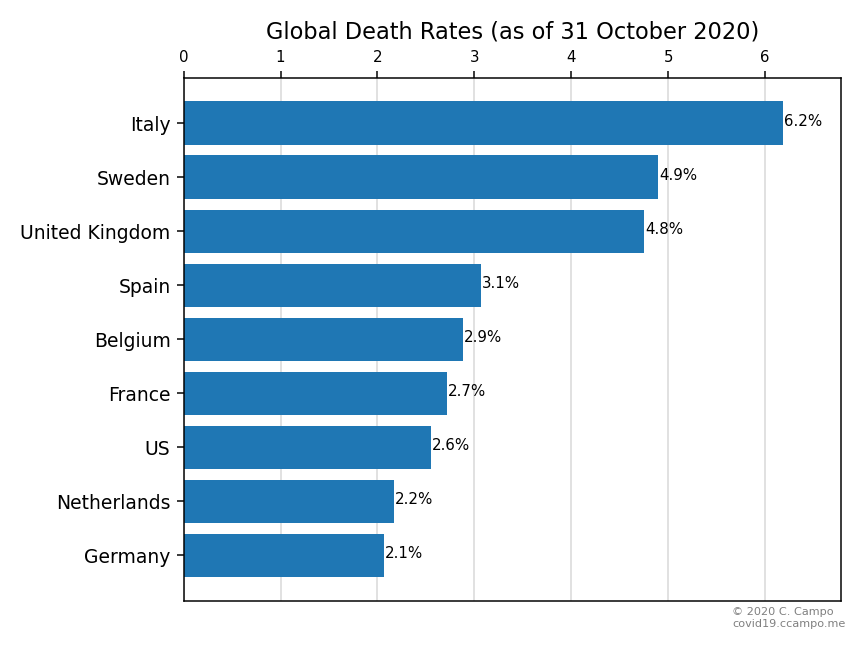 Global Death Rates (as of 31 October 2020)
0 1 2 3 4 5 6
Italy 6.2%
Sweden 4.9%
United Kingdom 4.8%
Spain 3.1%
Belgium 2.9%
France 2.7%
US 2.6%
Netherlands 2.2%
Germany 2.1%
© 2020 C. Campo
covid19.ccampo.me